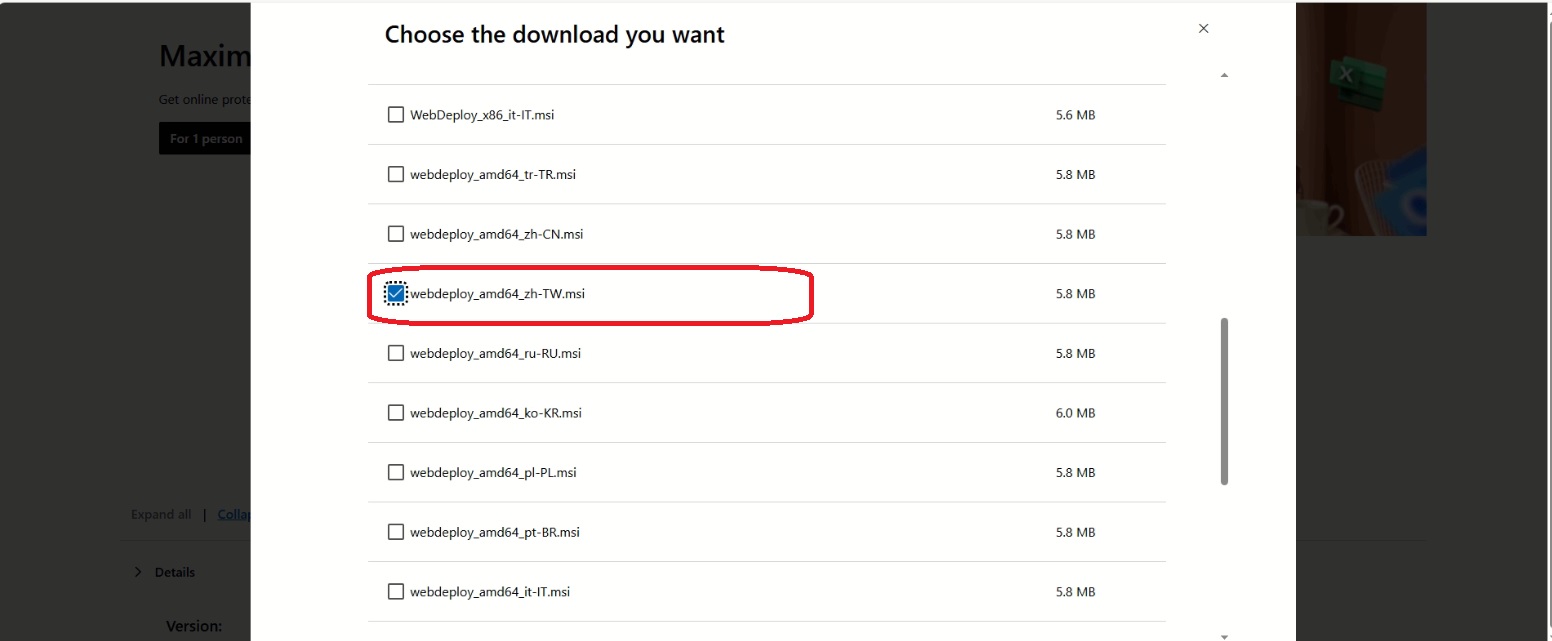 Choose the download you want
Maxim
Get online prote
For 1 person
WebDeploy_x86_it-IT.msi 5.6 MB
webdeploy_amd64_tr-TR.msi 5.8 MB
webdeploy_amd64_zh-CN.msi 5.8 MB
webdeploy_amd64_zh-TW.msi 5.8 MB
webdeploy_amd64_ru-RU.msi 5.8 MB
webdeploy_amd64_ko-KR.msi 6.0 MB
webdeploy_amd64_pl-PL.msi 5.8 MB
webdeploy_amd64_pt-BR.msi 5.8 MB
webdeploy_amd64_it-IT.msi 5.8 MB
Expand all | Collap
Details
Version:
X